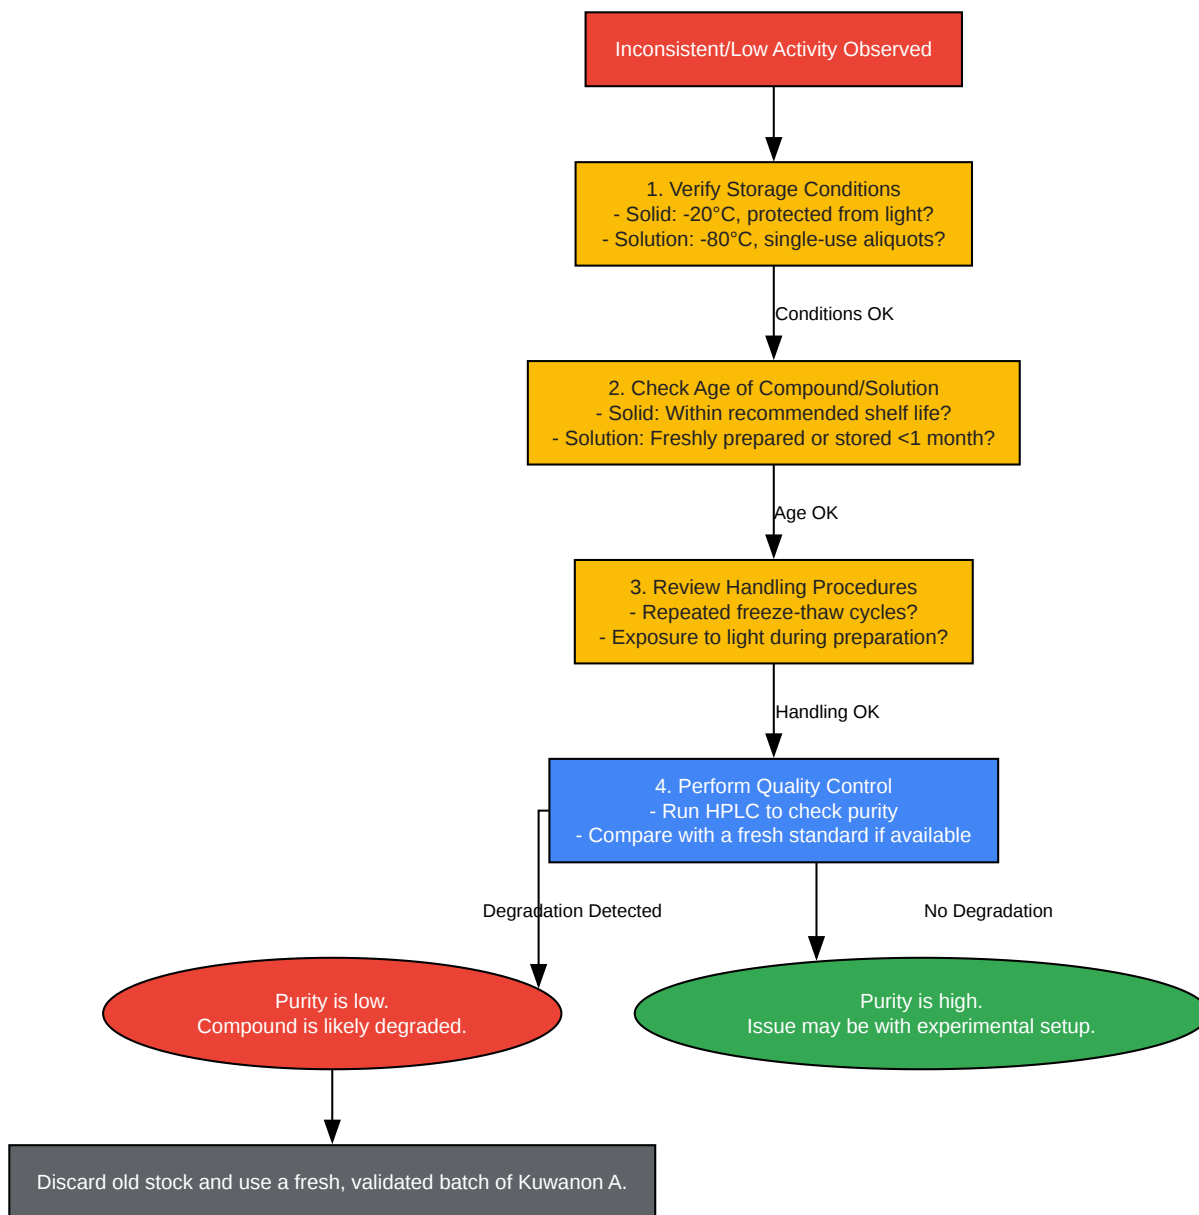 Inconsistent/Low Activity Observed
1. Verify Storage Conditions
- Solid: -20°C, protected from light?
- Solution: -80°C, single-use aliquots?
Conditions OK
2. Check Age of Compound/Solution
- Solid: Within recommended shelf life?
- Solution: Freshly prepared or stored <1 month?
Age OK
3. Review Handling Procedures
- Repeated freeze-thaw cycles?
- Exposure to light during preparation?
Handling OK
4. Perform Quality Control
- Run HPLC to check purity
- Compare with a fresh standard if available
Degradation Detected
No Degradation
Purity is low.
Compound is likely degraded.
Purity is high.
Issue may be with experimental setup.
Discard old stock and use a fresh, validated batch of Kuwanon A.